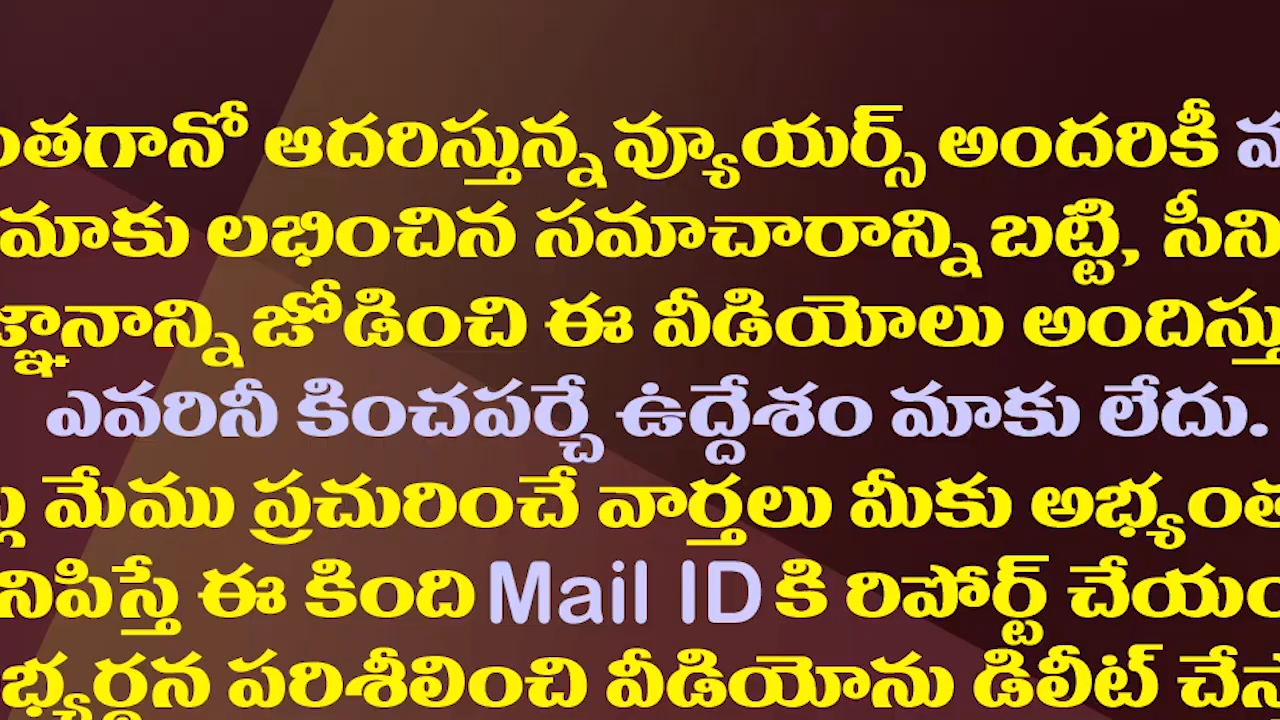 ంతగానో ఆదరిస్తున్న వ్యూయర్స్ అందరికీ
మాకు లభించిన సమాచారాన్ని బట్టి, సీని
జ్ఞానాన్ని జోడించి ఈ వీడియోలు అందిస్తు
ఎవరినీ కించపర్చే ఉద్దేశం మాకు లేదు.
మేము ప్రచురించే వార్తలు మీకు అభ్యంత
నిపిస్తే ఈ కింది Mail ID కి రిపోర్ట్ చేయం
భ్యర్థన పరిశీలించి వీడియోను డిలీట్ చేస